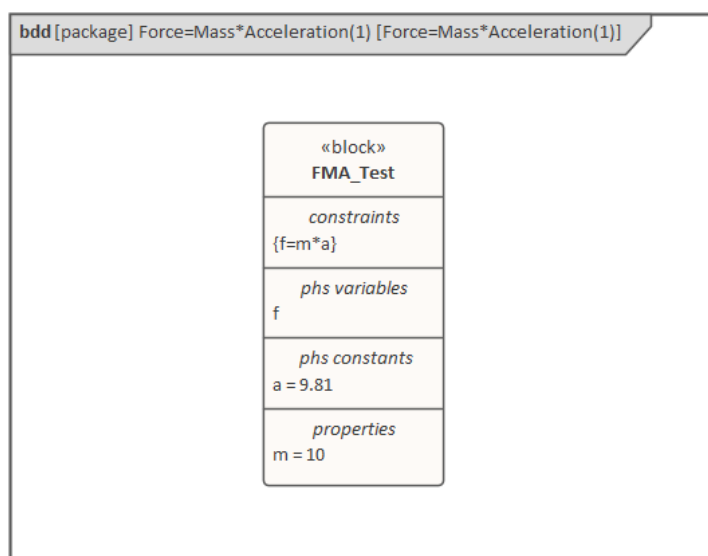 bdd [package] Force=Mass*Acceleration(1) [Force=Mass*Acceleration(1)]
«block»
FMA_Test
constraints
{f=m*a}
phs variables
f
phs constants
a = 9.81
properties
m = 10